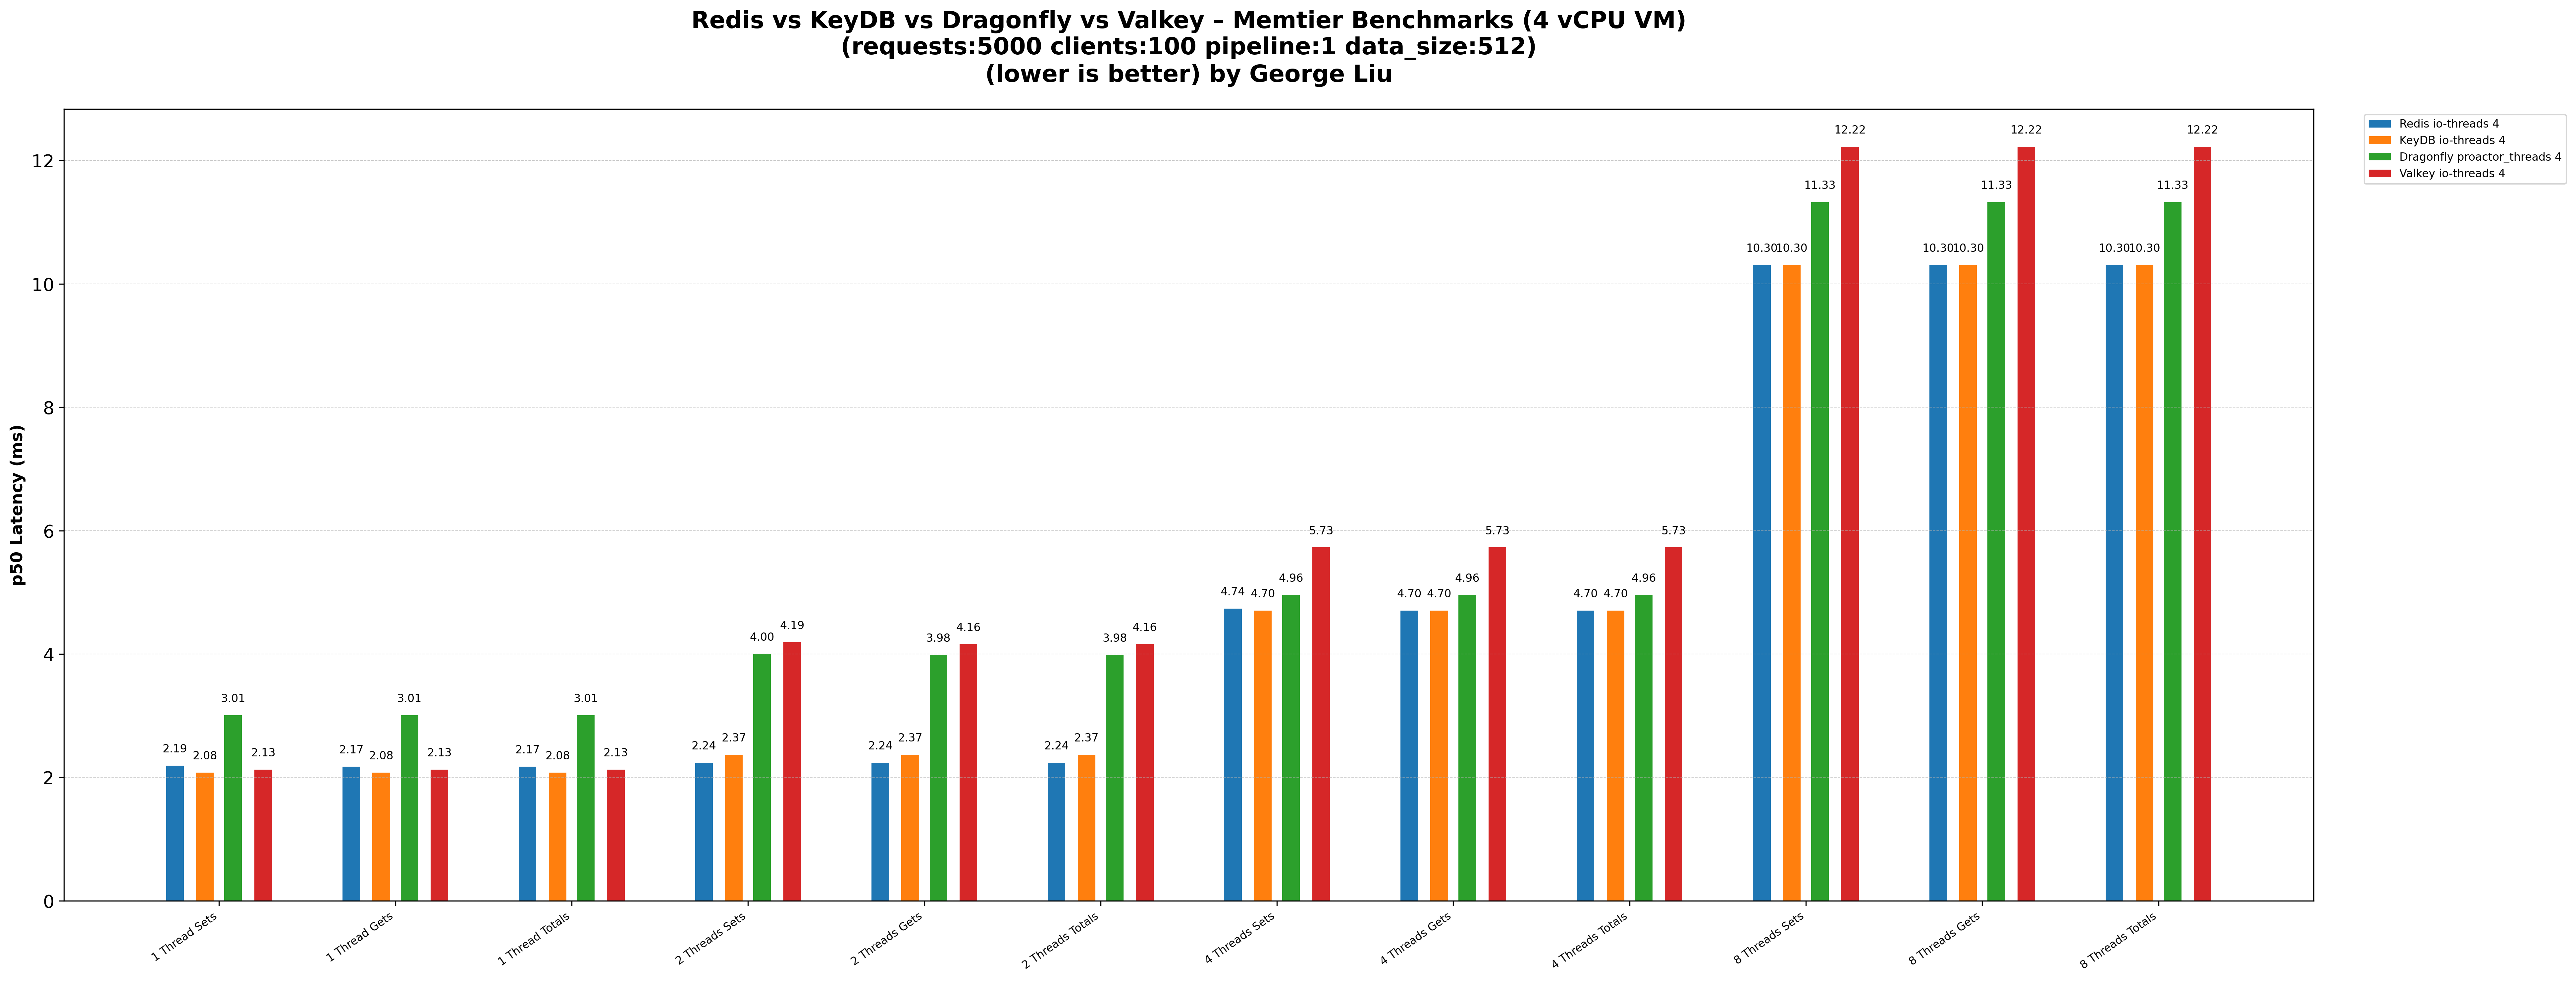 Redis vs KeyDB vs Dragonfly vs Valkey – Memtier Benchmarks (4 vCPU VM)
(requests:5000 clients:100 pipeline:1 data_size:512)
(lower is better) by George Liu
Redis io-threads 4
KeyDB io-threads 4
Dragonfly proactor_threads 4
Valkey io-threads 4
p50 Latency (ms)
12
10
8
6
4
2
0
2.19 2.08 3.01 2.13
2.17 2.08 3.01 2.13
2.17 2.08 3.01 2.13
2.24 2.37 4.00 4.19
2.24 2.37 3.98 4.16
2.24 2.37 3.98 4.16
4.74 4.70 4.96 5.73
4.70 4.70 4.96 5.73
4.70 4.70 4.96 5.73
10.30 10.30 11.33 12.22
10.30 10.30 11.33 12.22
10.30 10.30 11.33 12.22
1 Thread Sets
1 Thread Gets
1 Thread Totals
2 Threads Sets
2 Threads Gets
2 Threads Totals
4 Threads Sets
4 Threads Gets
4 Threads Totals
8 Threads Sets
8 Threads Gets
8 Threads Totals